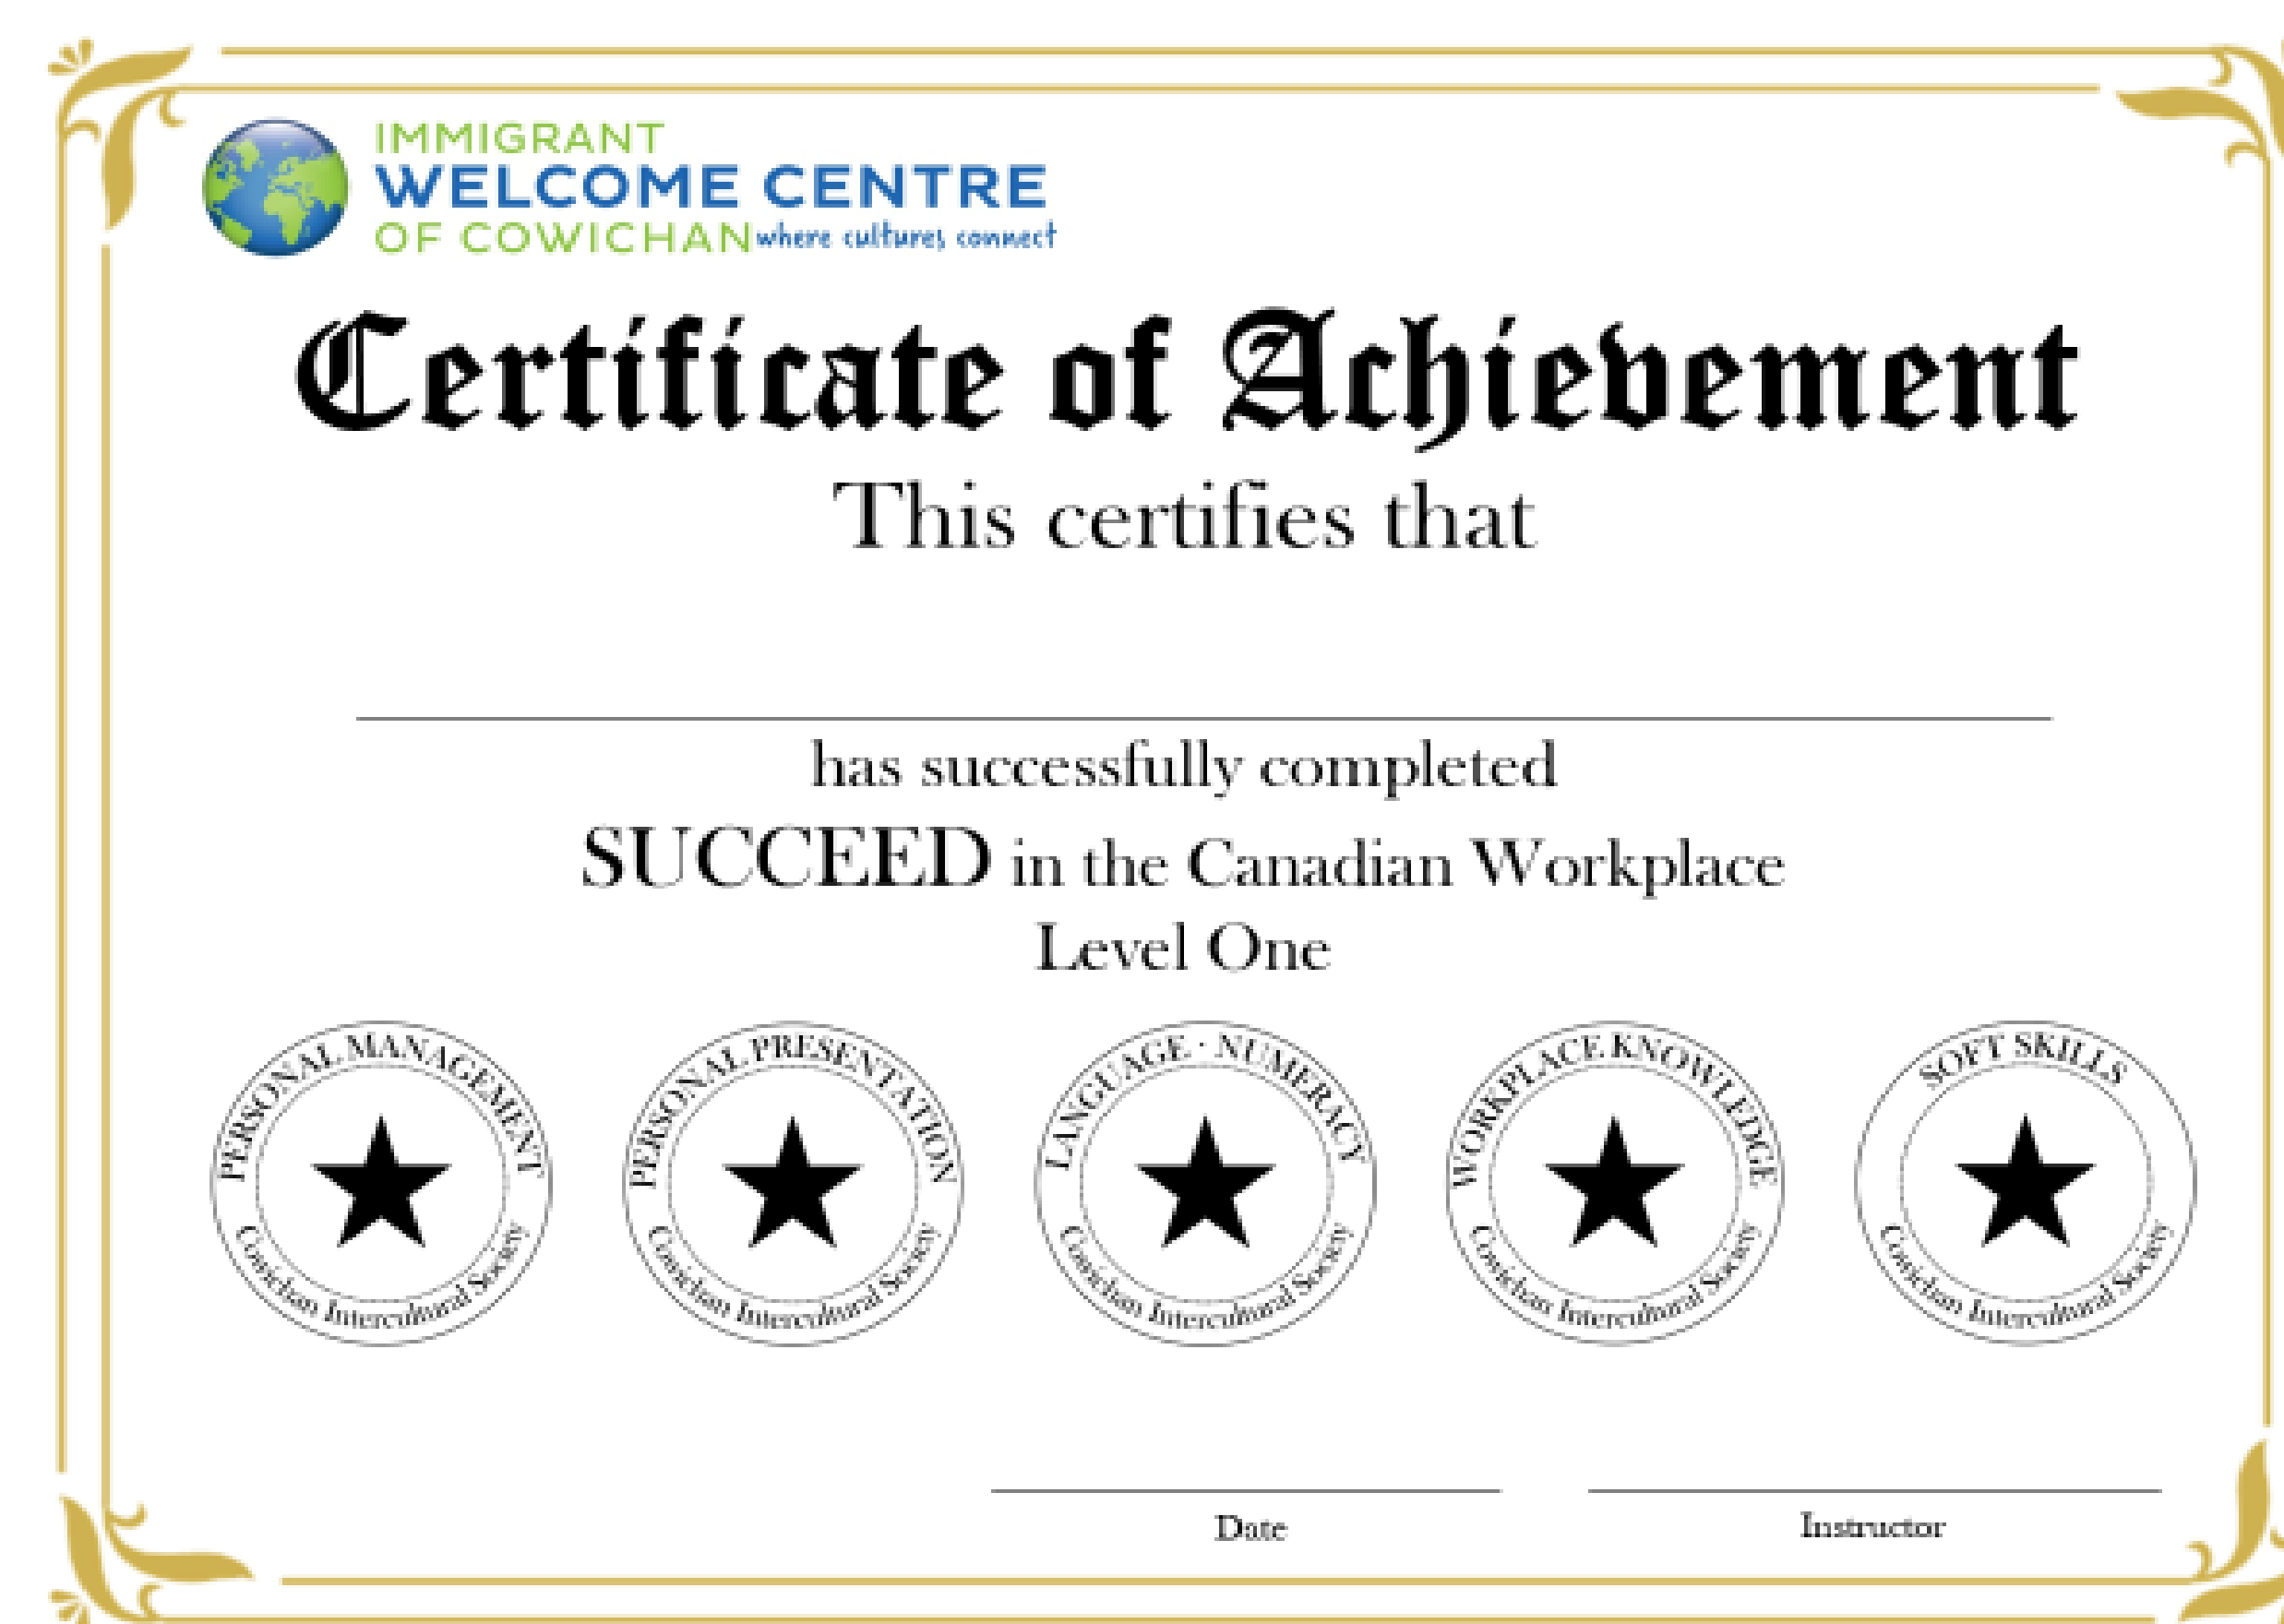 IMMIGRANT
WELCOME CENTRE
OF COWICHAN where cultures connect
Certificate of Achievement
This certifies that
has successfully completed
SUCCEED in the Canadian Workplace
Level One
PERSONAL MANAGEMENT
Cowichan Intercultural Society
PERSONAL PRESENTATION
Cowichan Intercultural Society
LANGUAGE · NUMERACY
Cowichan Intercultural Society
WORKPLACE KNOWLEDGE
Cowichan Intercultural Society
SOFT SKILLS
Cowichan Intercultural Society
Date
Instructor